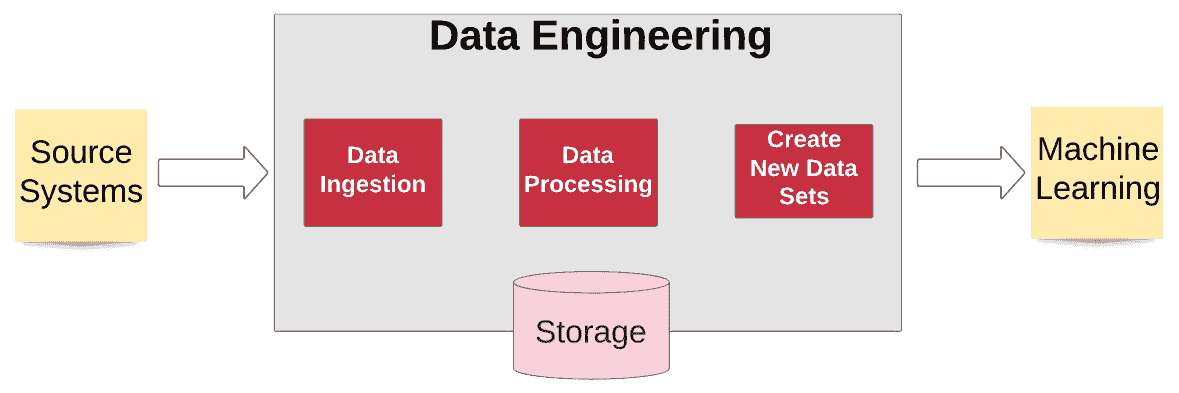 Data Engineering
Source
Systems
Data
Ingestion
Data
Processing
Create
New Data
Sets
Machine
Learning
Storage